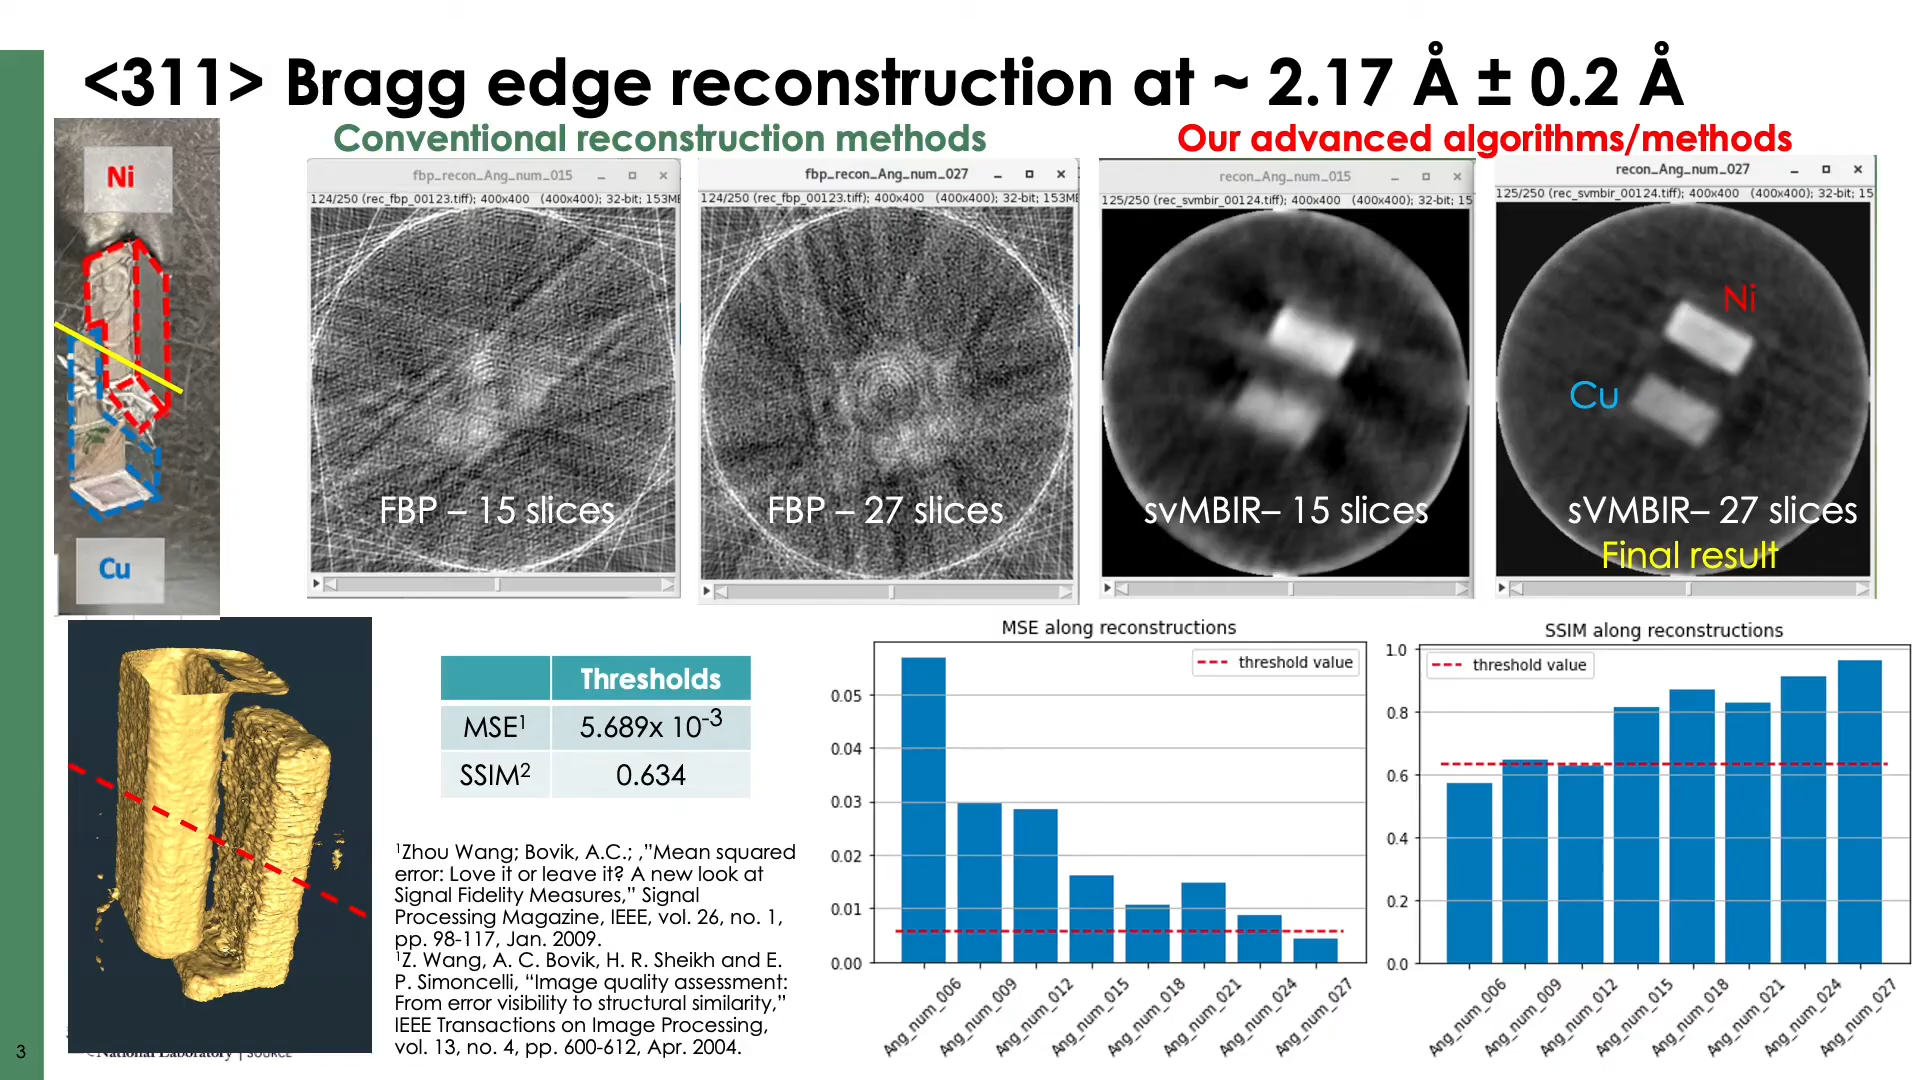 <311> Bragg edge reconstruction at ~ 2.17 Å ± 0.2 Å
Conventional reconstruction methods
Our advanced algorithms/methods
Ni
Cu
fbp_recon_Ang_num_015
124/250 (rec_fbp_00123.tiff); 400x400 (400x400); 32-bit; 153M
FBP – 15 slices
fbp_recon_Ang_num_027
124/250 (rec_fbp_00123.tiff); 400x400 (400x400); 32-bit; 153M
FBP – 27 slices
recon_Ang_num_015
125/250 (rec_svmbir_00124.tiff); 400x400 (400x400); 32-bit; 15
svMBIR– 15 slices
recon_Ang_num_027
125/250 (rec_svmbir_00124.tiff); 400x400 (400x400); 32-bit; 15
Ni
Cu
sVMBIR– 27 slices
Final result
Thresholds
MSE¹ 5.689x 10⁻³
SSIM² 0.634
¹Zhou Wang; Bovik, A.C.; ,”Mean squared
error: Love it or leave it? A new look at
Signal Fidelity Measures,” Signal
Processing Magazine, IEEE, vol. 26, no. 1,
pp. 98-117, Jan. 2009.
¹Z. Wang, A. C. Bovik, H. R. Sheikh and E.
P. Simoncelli, “Image quality assessment:
From error visibility to structural similarity,”
IEEE Transactions on Image Processing,
vol. 13, no. 4, pp. 600-612, Apr. 2004.
MSE along reconstructions
threshold value
0.05
0.04
0.03
0.02
0.01
0.00
Ang_num_006
Ang_num_009
Ang_num_012
Ang_num_015
Ang_num_018
Ang_num_021
Ang_num_024
Ang_num_027
SSIM along reconstructions
threshold value
1.0
0.8
0.6
0.4
0.2
0.0
Ang_num_006
Ang_num_009
Ang_num_012
Ang_num_015
Ang_num_018
Ang_num_021
Ang_num_024
Ang_num_027
3
National Laboratory | SOURCE